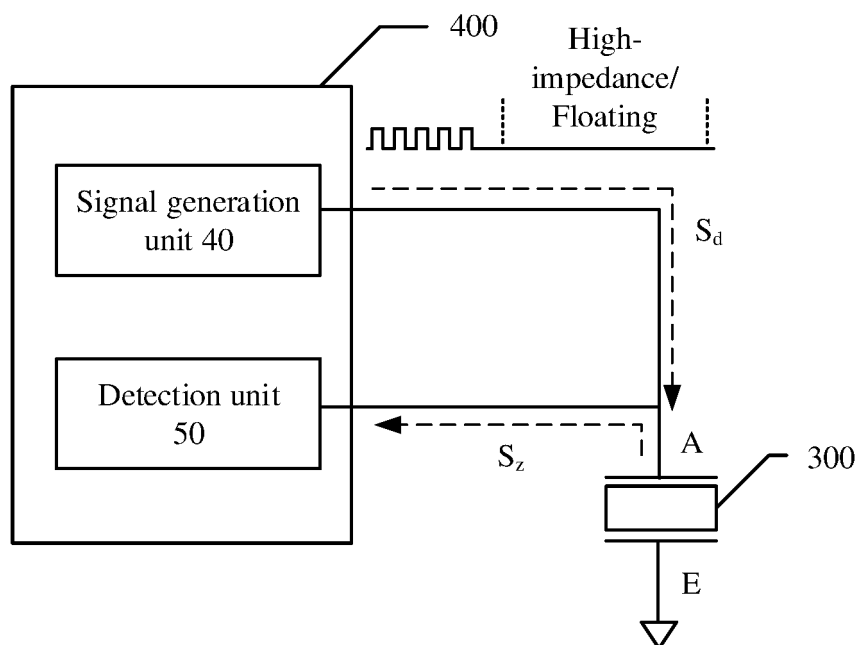 400
High-
impedance/
Floating
Signal generation
unit 40
Sd
Detection unit
50
Sz
A
300
E